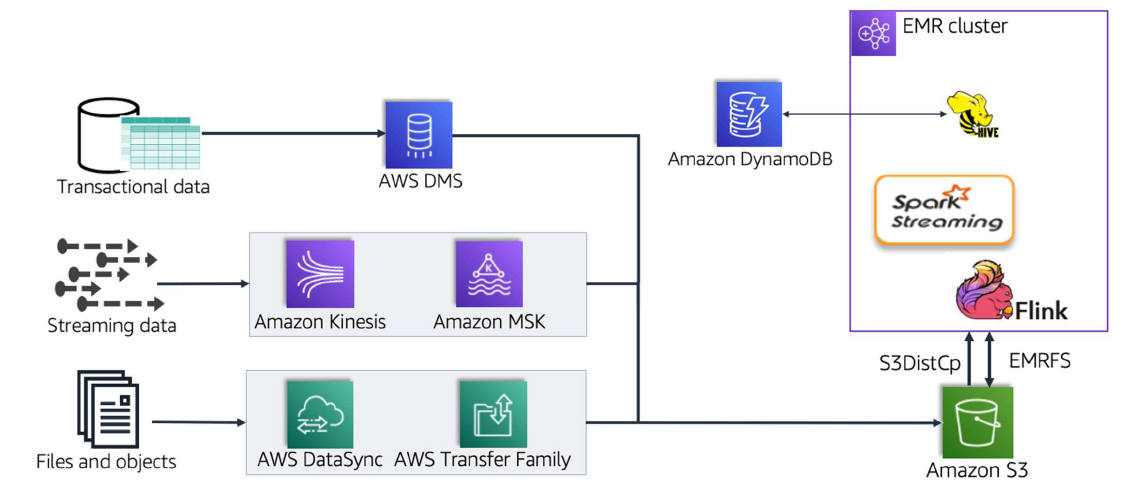 EMR cluster
HIVE
Amazon DynamoDB
Transactional data
AWS DMS
Spark
Streaming
Streaming data
Amazon Kinesis
K
Amazon MSK
Flink
S3DistCp
EMRFS
Files and objects
AWS DataSync
AWS Transfer Family
Amazon S3